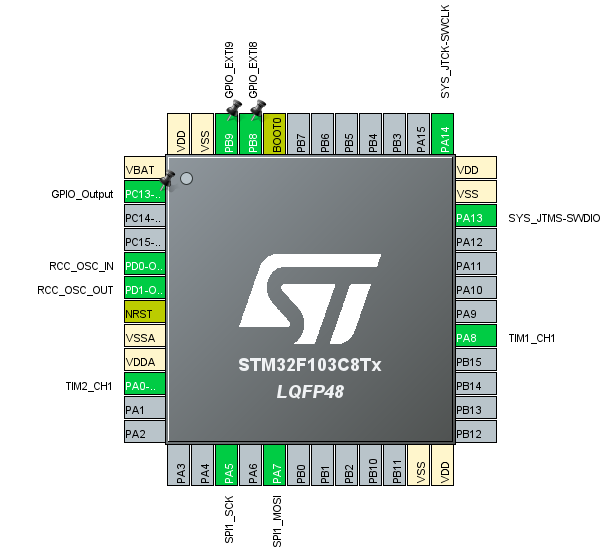 SYS_JTCK-SWCLK
GPIO_EXTI9
GPIO_EXTI8
VDD
VSS
PB9
PB8
BOOT0
PB7
PB6
PB5
PB4
PB3
PA15
PA14
VBAT
GPIO_Output PC13-..
PC14-..
PC15-..
RCC_OSC_IN PD0-O..
RCC_OSC_OUT PD1-O..
NRST
VSSA
VDDA
TIM2_CH1 PA0-..
PA1
PA2
VDD
VSS
PA13 SYS_JTMS-SWDIO
PA12
PA11
PA10
PA9
PA8 TIM1_CH1
PB15
PB14
PB13
PB12
ST
STM32F103C8Tx
LQFP48
PA3
PA4
PA5
PA6
PA7
PB0
PB1
PB2
PB10
PB11
VSS
VDD
SPI1_SCK
SPI1_MOSI